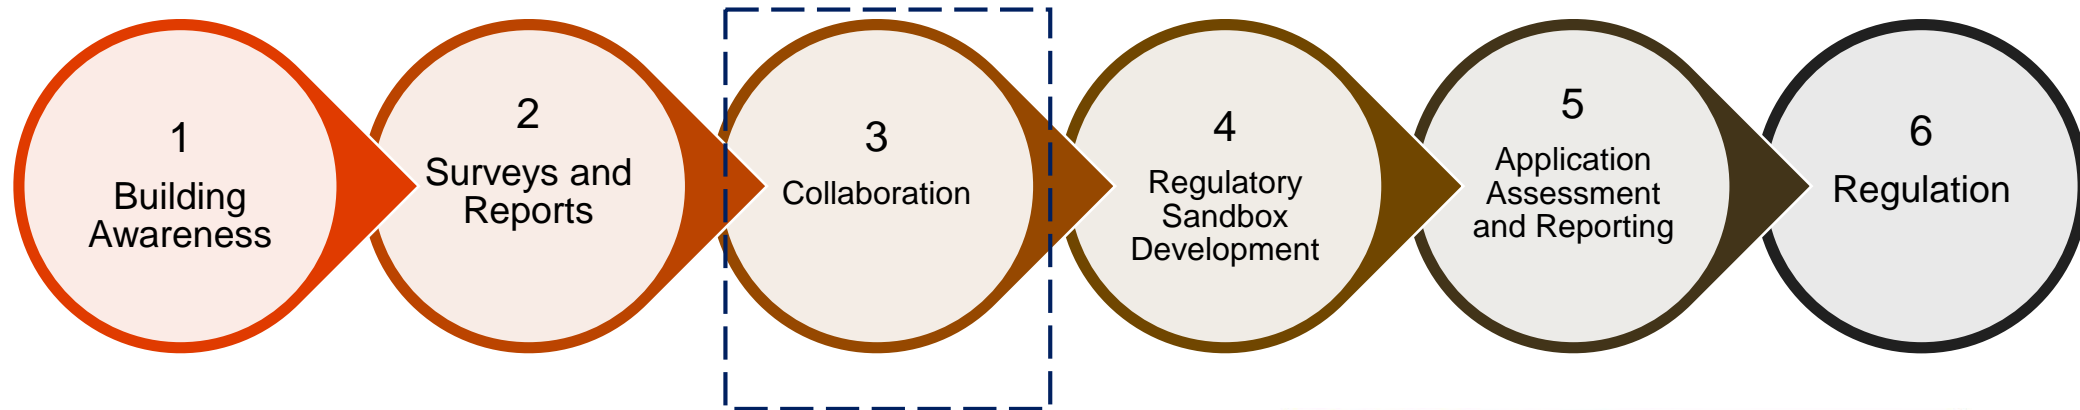 1
Building
Awareness
2
Surveys and
Reports
3
Collaboration
4
Regulatory
Sandbox
Development
5
Application
Assessment
and Reporting
6
Regulation